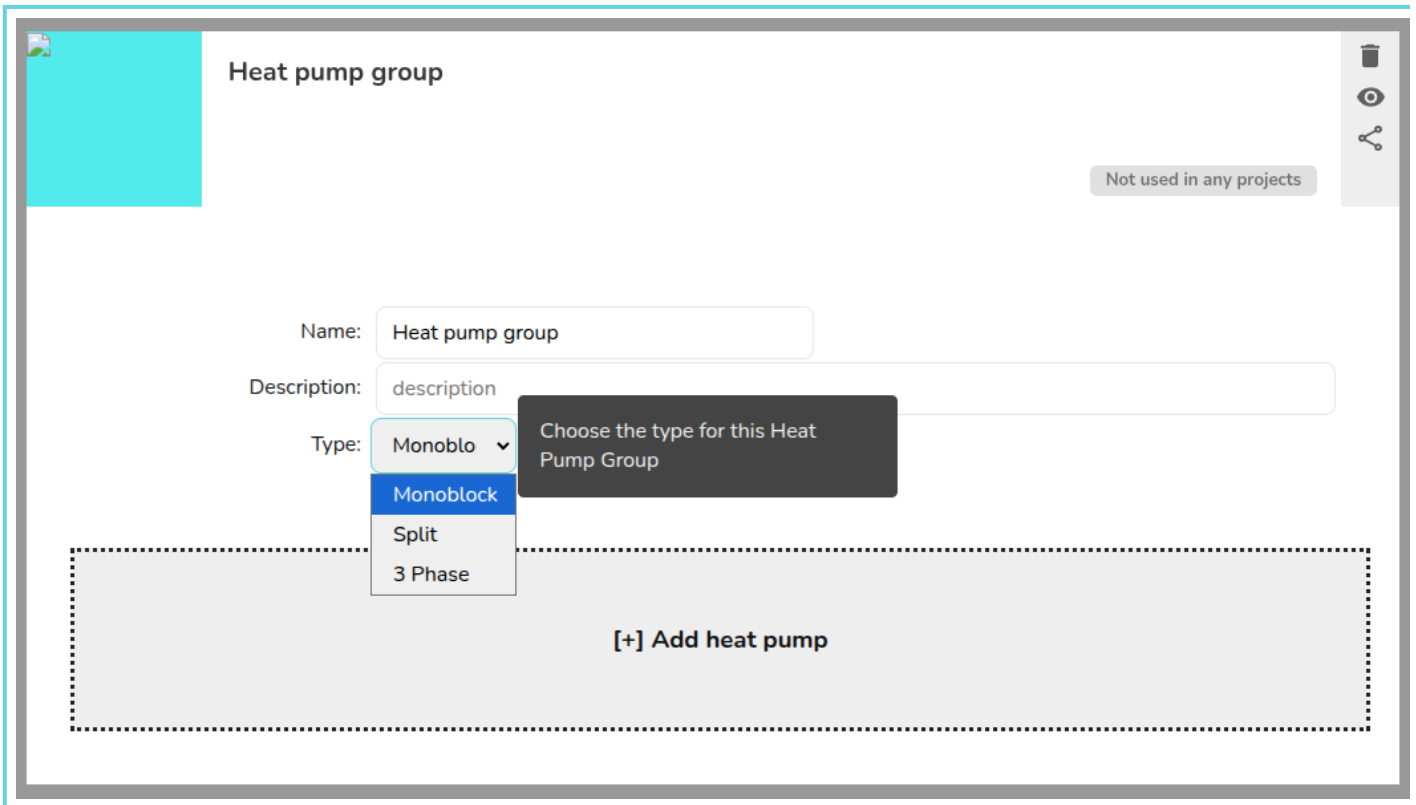 Heat pump group
Not used in any projects
Name: Heat pump group
Description: description
Type: Monoblo
Choose the type for this Heat
Pump Group
Monoblock
Split
3 Phase
[+] Add heat pump